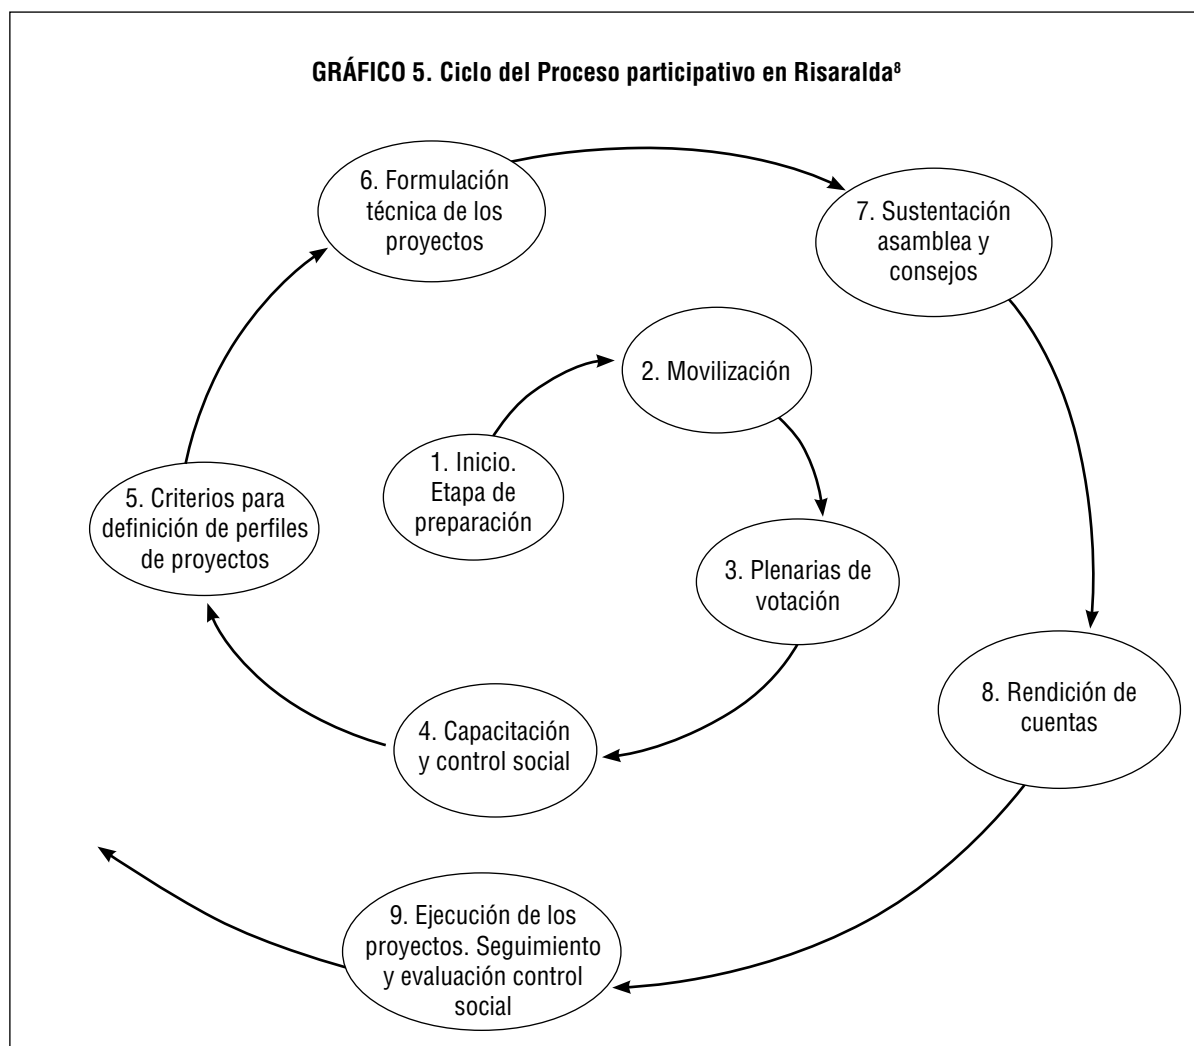 GRÁFICO 5. Ciclo del Proceso participativo en Risaralda⁸
1. Inicio.
Etapa de
preparación
2. Movilización
3. Plenarias de
votación
4. Capacitación
y control social
5. Criterios para
definición de perfiles
de proyectos
6. Formulación
técnica de los
proyectos
7. Sustentación
asamblea y
consejos
8. Rendición de
cuentas
9. Ejecución de los
proyectos. Seguimiento
y evaluación control
social